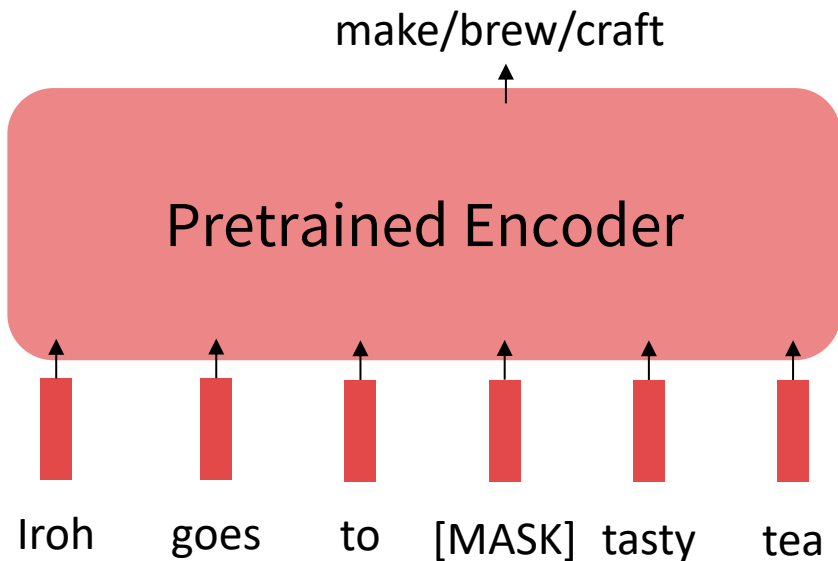 make/brew/craft
Pretrained Encoder
Iroh goes to [MASK] tasty tea